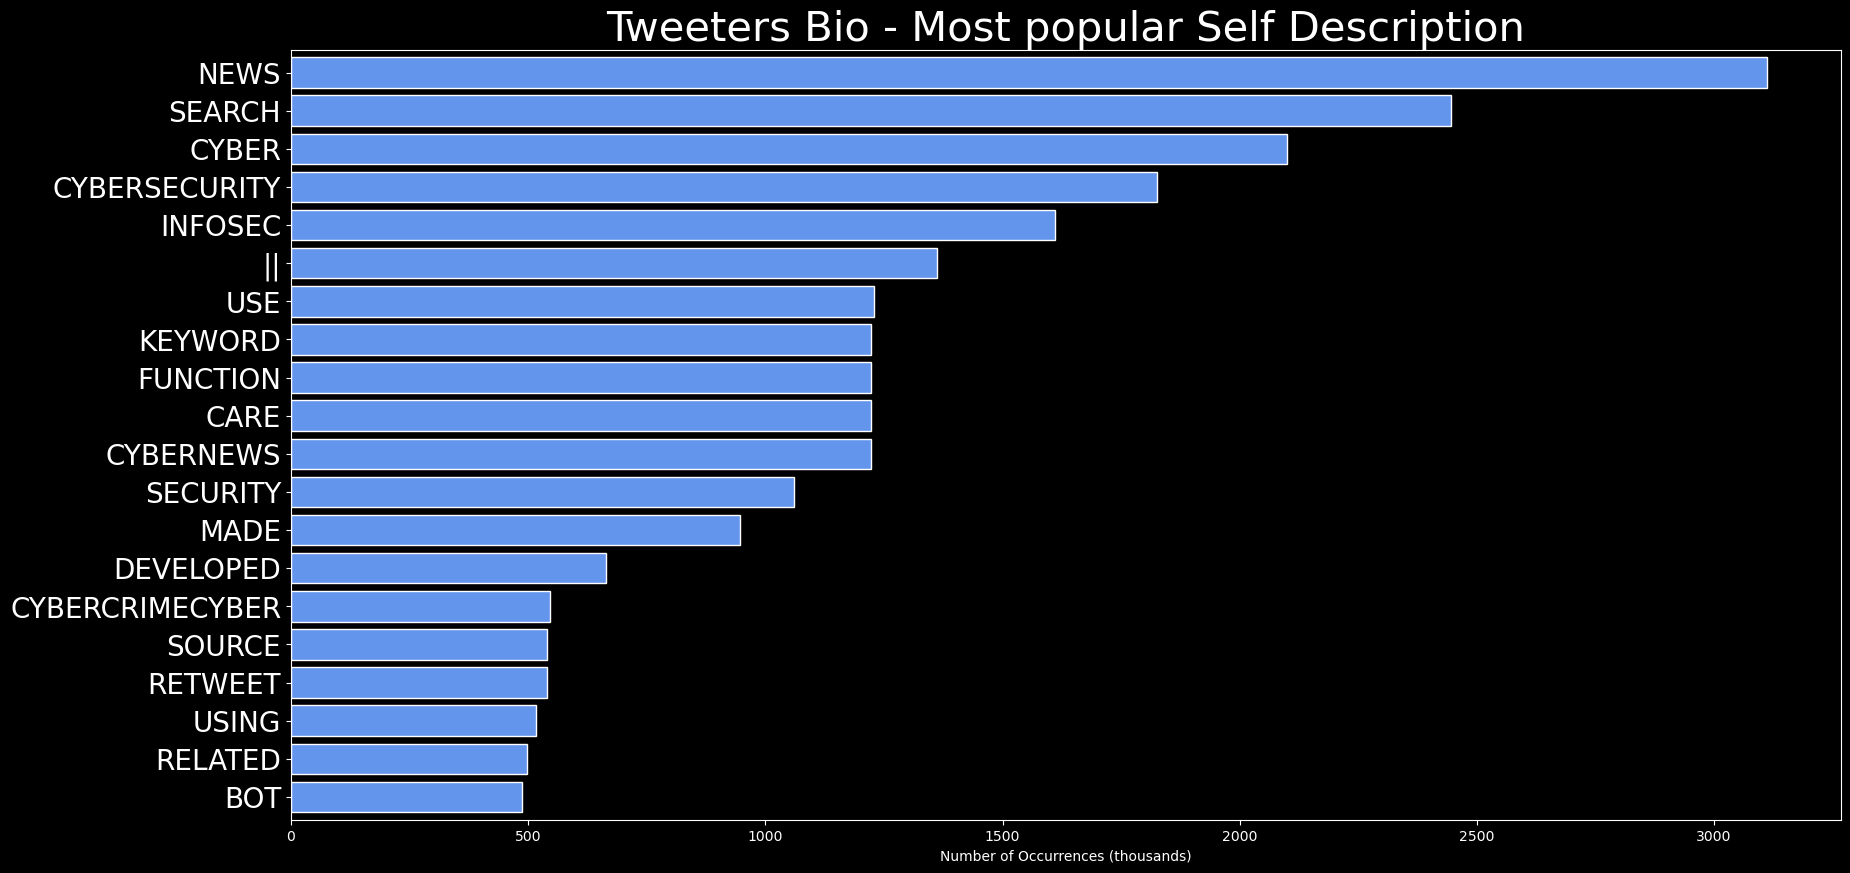 Tweeters Bio - Most popular Self Description
NEWS
SEARCH
CYBER
CYBERSECURITY
INFOSEC
||
USE
KEYWORD
FUNCTION
CARE
CYBERNEWS
SECURITY
MADE
DEVELOPED
CYBERCRIMECYBER
SOURCE
RETWEET
USING
RELATED
BOT
0 500 1000 1500 2000 2500 3000
Number of Occurrences (thousands)